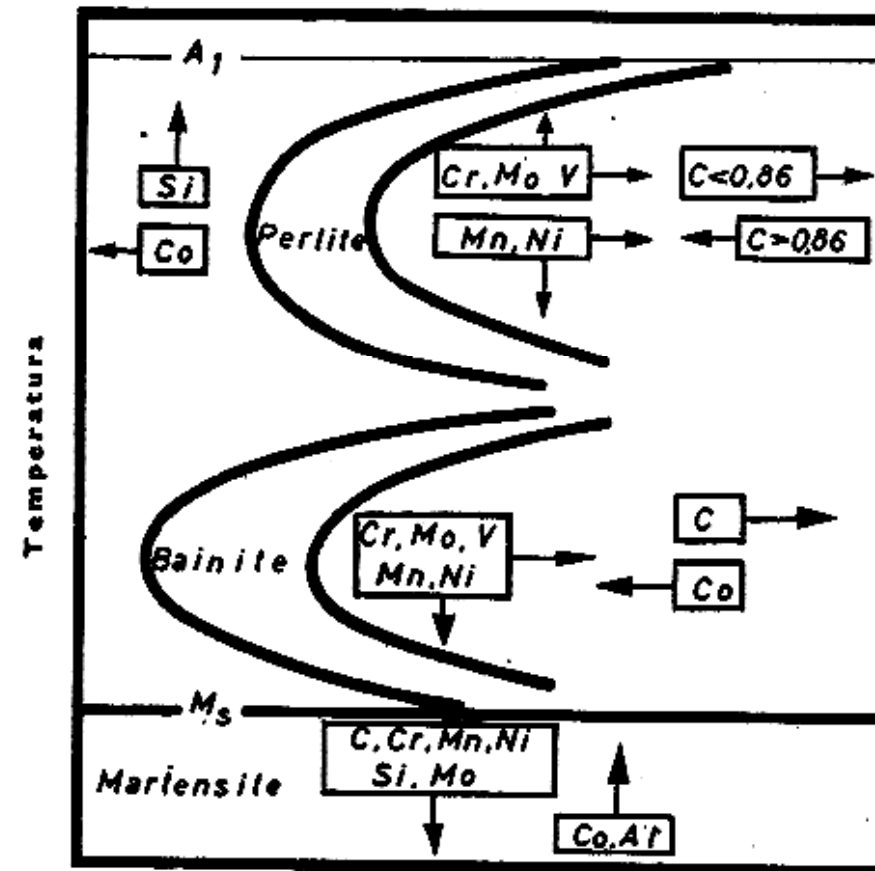 A1
Si
Cr, Mo V
C<0,86
Co
Perlite
Mn, Ni
C>0,86
Temperatura
Cr, Mo, V
Mn, Ni
C
Bainite
Co
Ms
C, Cr, Mn, Ni
Si, Mo
Martensite
Co, Al